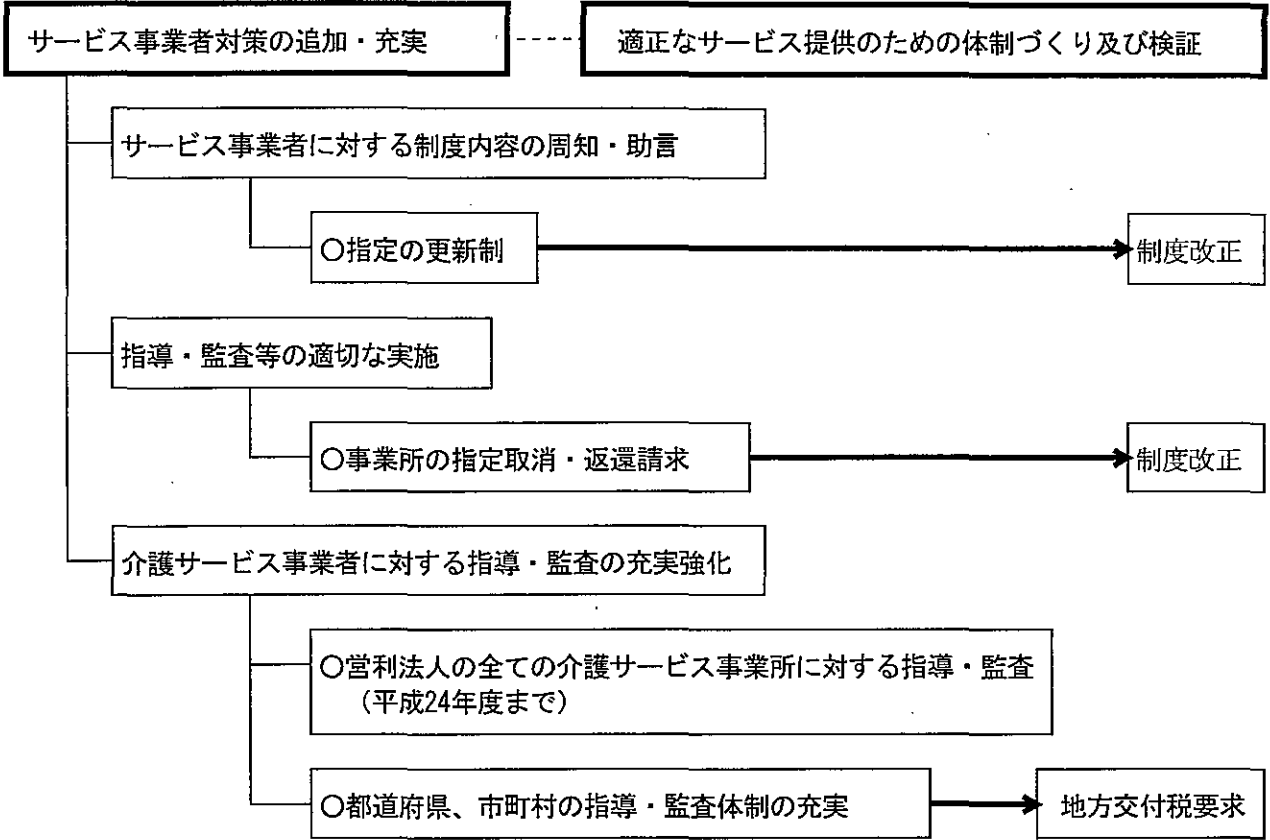 サービス事業者対策の追加・充実
適正なサービス提供のための体制づくり及び検証
サービス事業者に対する制度内容の周知・助言
○指定の更新制
制度改正
指導・監査等の適切な実施
○事業所の指定取消・返還請求
制度改正
介護サービス事業者に対する指導・監査の充実強化
○営利法人の全ての介護サービス事業所に対する指導・監査
（平成24年度まで）
○都道府県、市町村の指導・監査体制の充実
地方交付税要求